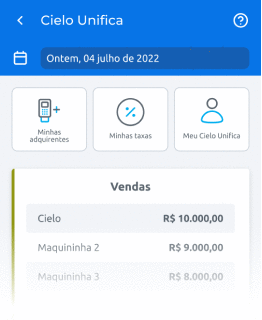 Cielo Unifica
Ontem, 04 julho de 2022
Minhas
adquirentes
Minhas taxas
Meu Cielo Unifica
Vendas
Cielo R$ 10.000,00
Maquininha 2 R$ 9.000,00
Maquininha 3 R$ 8.000,00